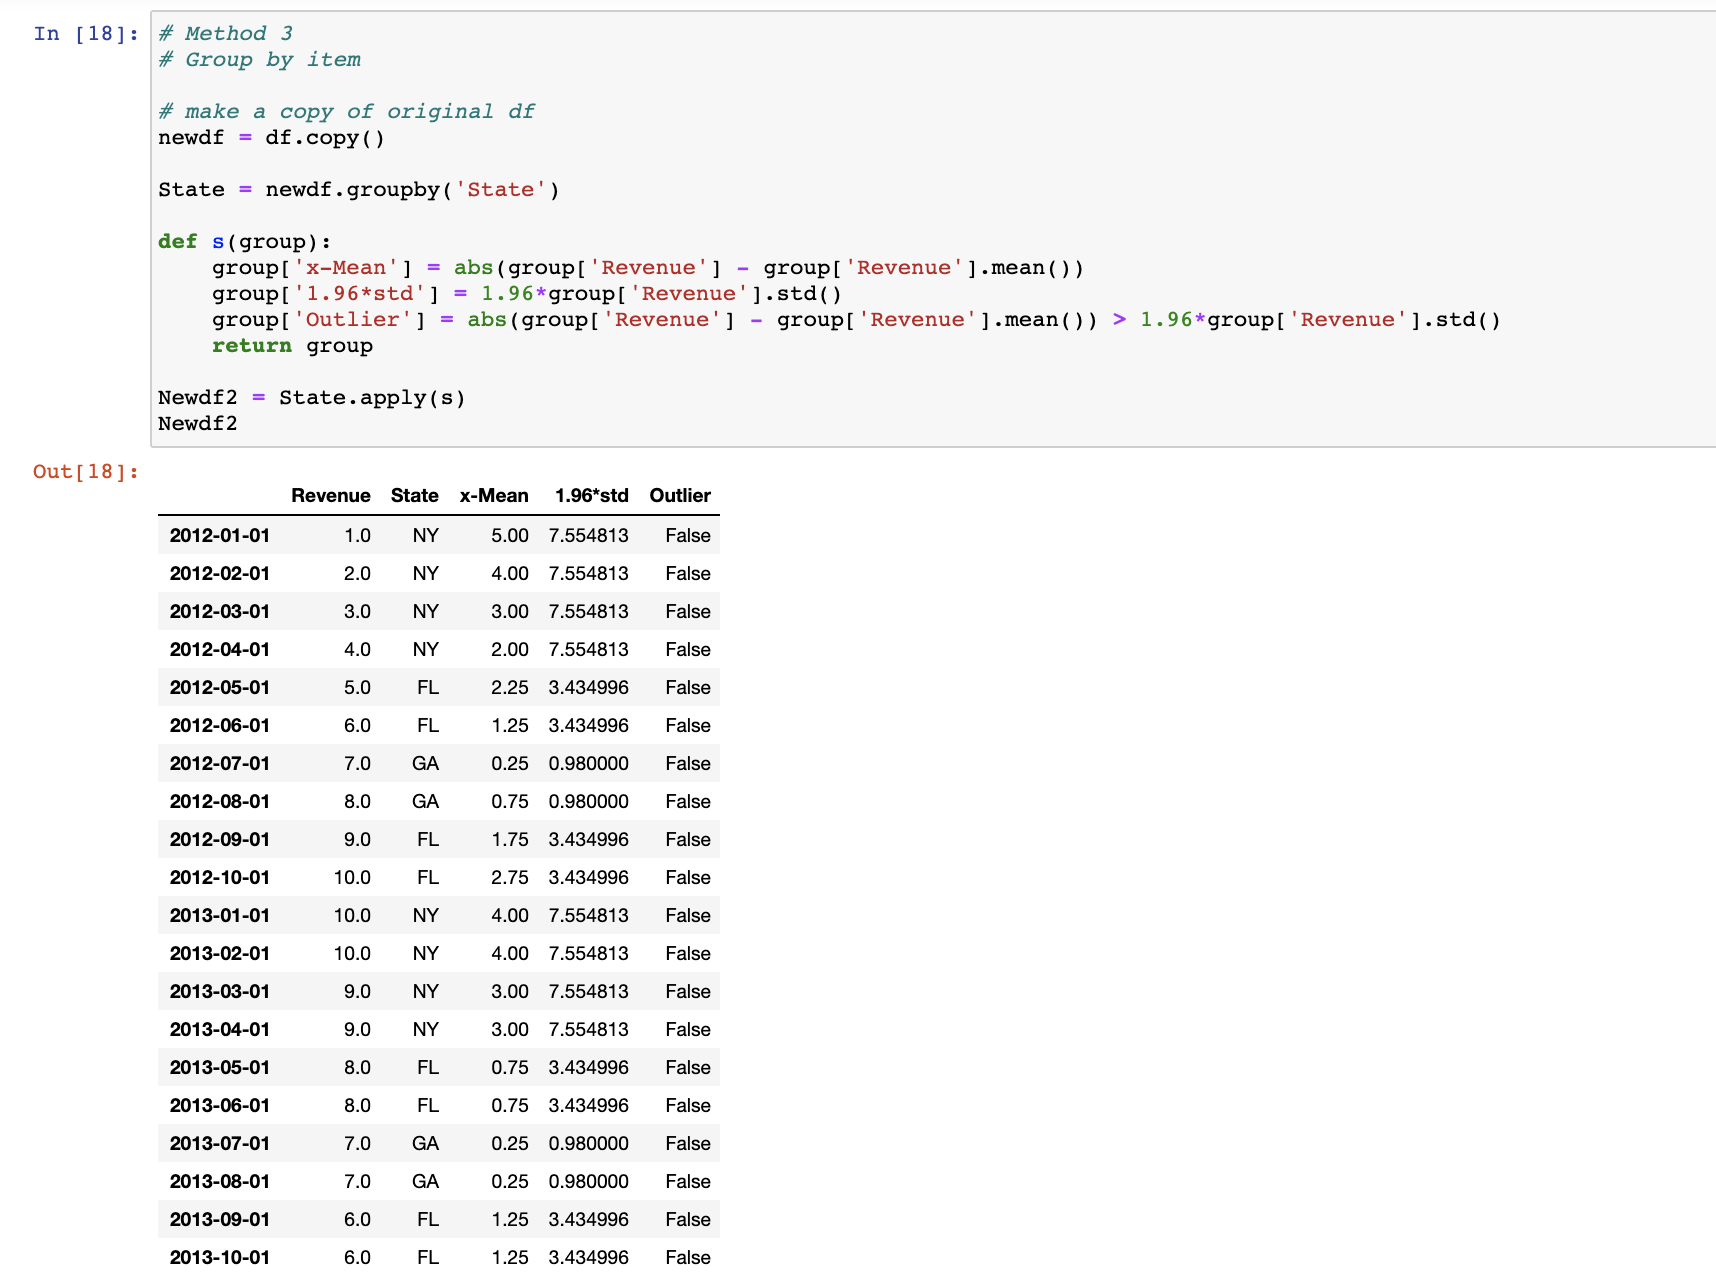 In [18]:
# Method 3
# Group by item
# make a copy of original df
newdf = df.copy()
State = newdf.groupby('State')
def s(group):
    group['x-Mean'] = abs(group['Revenue'] - group['Revenue'].mean())
    group['1.96*std'] = 1.96*group['Revenue'].std()
    group['Outlier'] = abs(group['Revenue'] - group['Revenue'].mean()) > 1.96*group['Revenue'].std()
    return group
Newdf2 = State.apply(s)
Newdf2
Out[18]:
Revenue State x-Mean 1.96*std Outlier
2012-01-01 1.0 NY 5.00 7.554813 False
2012-02-01 2.0 NY 4.00 7.554813 False
2012-03-01 3.0 NY 3.00 7.554813 False
2012-04-01 4.0 NY 2.00 7.554813 False
2012-05-01 5.0 FL 2.25 3.434996 False
2012-06-01 6.0 FL 1.25 3.434996 False
2012-07-01 7.0 GA 0.25 0.980000 False
2012-08-01 8.0 GA 0.75 0.980000 False
2012-09-01 9.0 FL 1.75 3.434996 False
2012-10-01 10.0 FL 2.75 3.434996 False
2013-01-01 10.0 NY 4.00 7.554813 False
2013-02-01 10.0 NY 4.00 7.554813 False
2013-03-01 9.0 NY 3.00 7.554813 False
2013-04-01 9.0 NY 3.00 7.554813 False
2013-05-01 8.0 FL 0.75 3.434996 False
2013-06-01 8.0 FL 0.75 3.434996 False
2013-07-01 7.0 GA 0.25 0.980000 False
2013-08-01 7.0 GA 0.25 0.980000 False
2013-09-01 6.0 FL 1.25 3.434996 False
2013-10-01 6.0 FL 1.25 3.434996 False